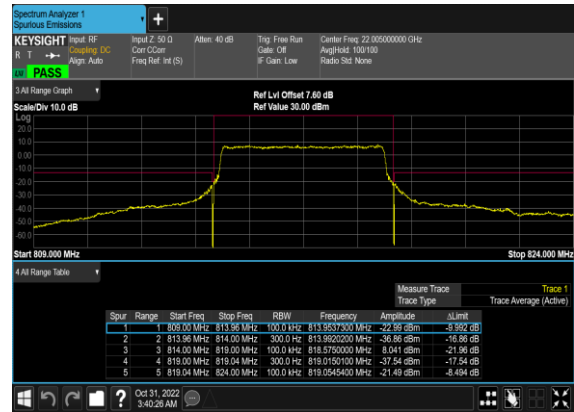 Spectrum Analyzer 1
Spurious Emissions
+
KEYSIGHT Input: RF Input Z: 50 Ω Atten: 40 dB Trig: Free Run Center Freq: 22.005000000 GHz
R T Coupling: DC Corr CCorr Gate: Off Avg|Hold: 100/100
Align: Auto Freq Ref: Int (S) IF Gain: Low Radio Std: None
PASS
3 All Range Graph Ref Lvl Offset 7.60 dB
Scale/Div 10.0 dB Ref Value 30.00 dBm
Log
20.0
10.0
0.00
-10.0
-20.0
-30.0
-40.0
-50.0
-60.0
Start 809.000 MHz Stop 824.000 MHz
4 All Range Table
Measure Trace Trace 1
Trace Type Trace Average (Active)
Spur Range Start Freq Stop Freq RBW Frequency Amplitude ΔLimit
1 1 809.00 MHz 813.96 MHz 100.0 kHz 813.9537300 MHz -22.99 dBm -9.992 dB
2 2 813.96 MHz 814.00 MHz 300.0 Hz 813.9920200 MHz -36.86 dBm -16.86 dB
3 3 814.00 MHz 819.00 MHz 100.0 kHz 818.5750000 MHz 8.041 dBm -21.96 dB
4 4 819.00 MHz 819.04 MHz 300.0 Hz 819.0150100 MHz -37.54 dBm -17.54 dB
5 5 819.04 MHz 824.00 MHz 100.0 kHz 819.0545400 MHz -21.49 dBm -8.494 dB
? Oct 31, 2022
3:40:26 AM